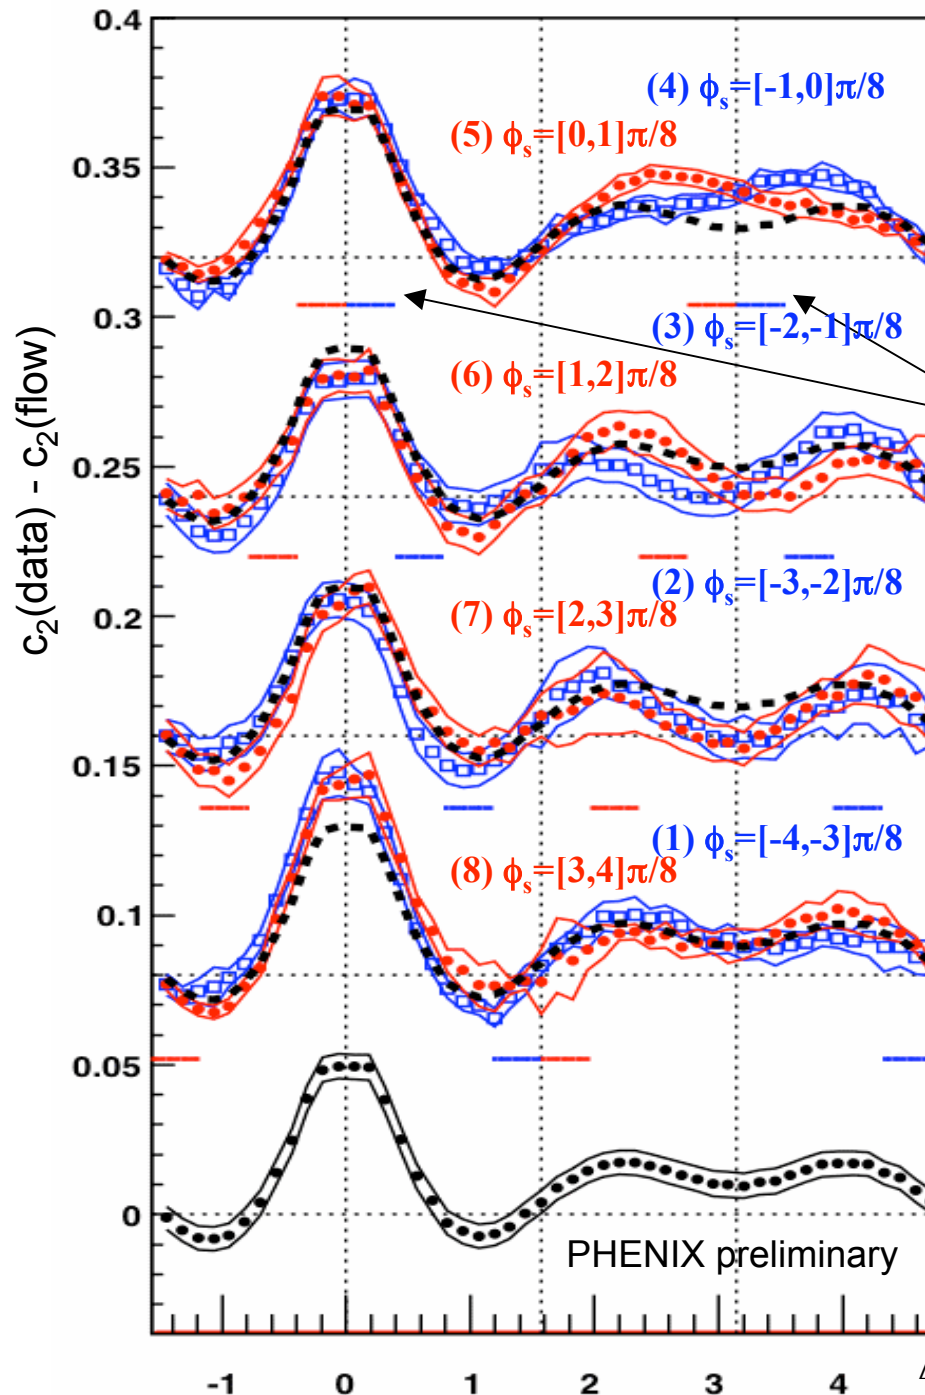 0.4
(4) ϕs=[-1,0]π/8
(5) ϕs=[0,1]π/8
0.35
0.3
(3) ϕs=[-2,-1]π/8
(6) ϕs=[1,2]π/8
c2(data) - c2(flow)
0.25
0.2
(2) ϕs=[-3,-2]π/8
(7) ϕs=[2,3]π/8
0.15
(1) ϕs=[-4,-3]π/8
(8) ϕs=[3,4]π/8
0.1
0.05
0
PHENIX preliminary
-1 0 1 2 3 4